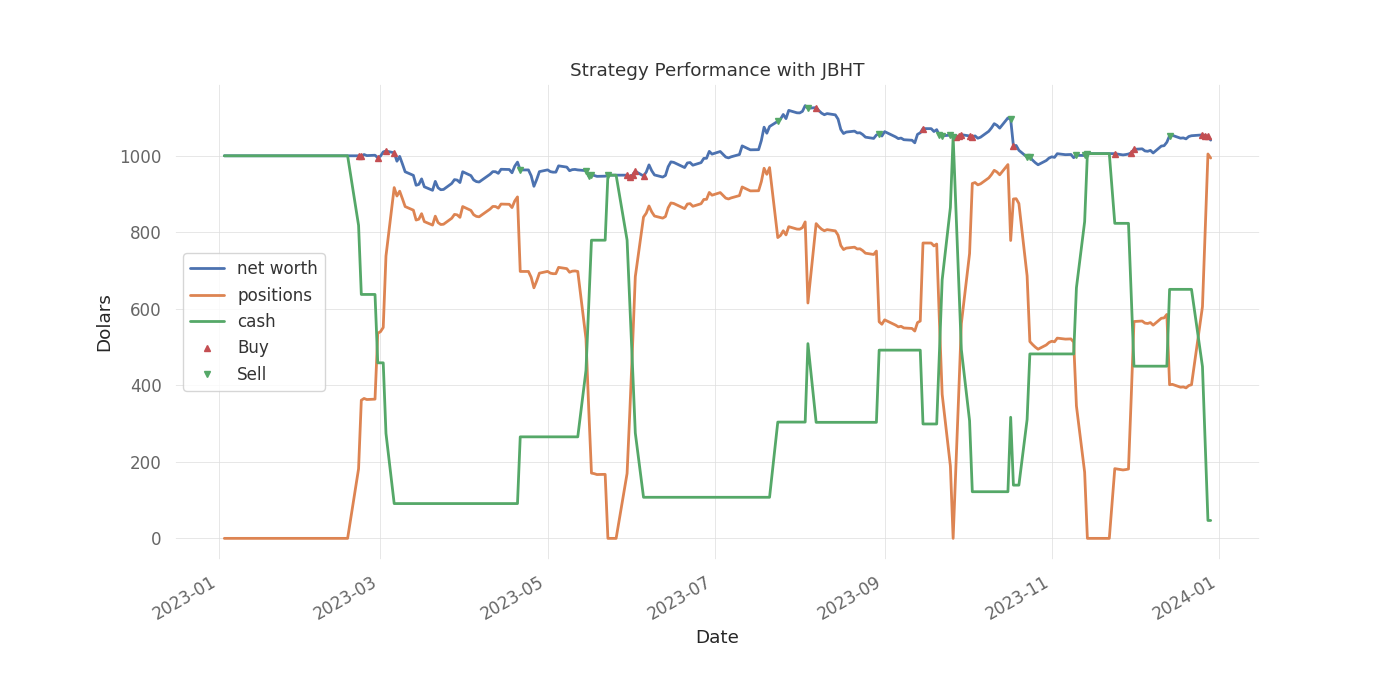 Strategy Performance with JBHT
Dolars
1000
800
600
400
200
0
net worth
positions
cash
Buy
Sell
2023-01
2023-03
2023-05
2023-07
2023-09
2023-11
2024-01
Date